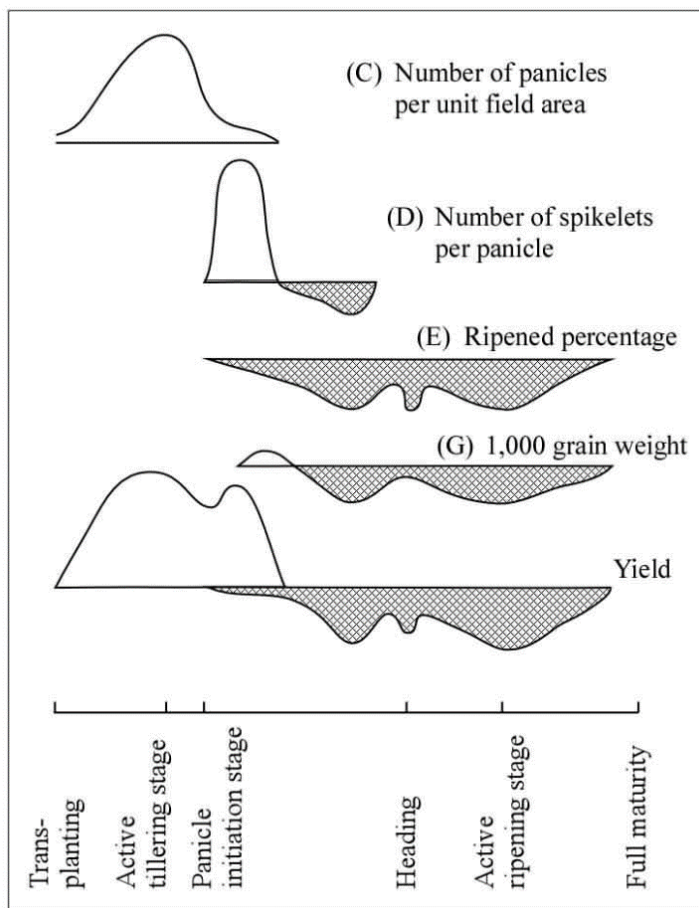 (C) Number of panicles
per unit field area
(D) Number of spikelets
per panicle
(E) Ripened percentage
(G) 1,000 grain weight
Yield
Trans-
planting
Active
tillering stage
Panicle
initiation stage
Heading
Active
ripening stage
Full maturity